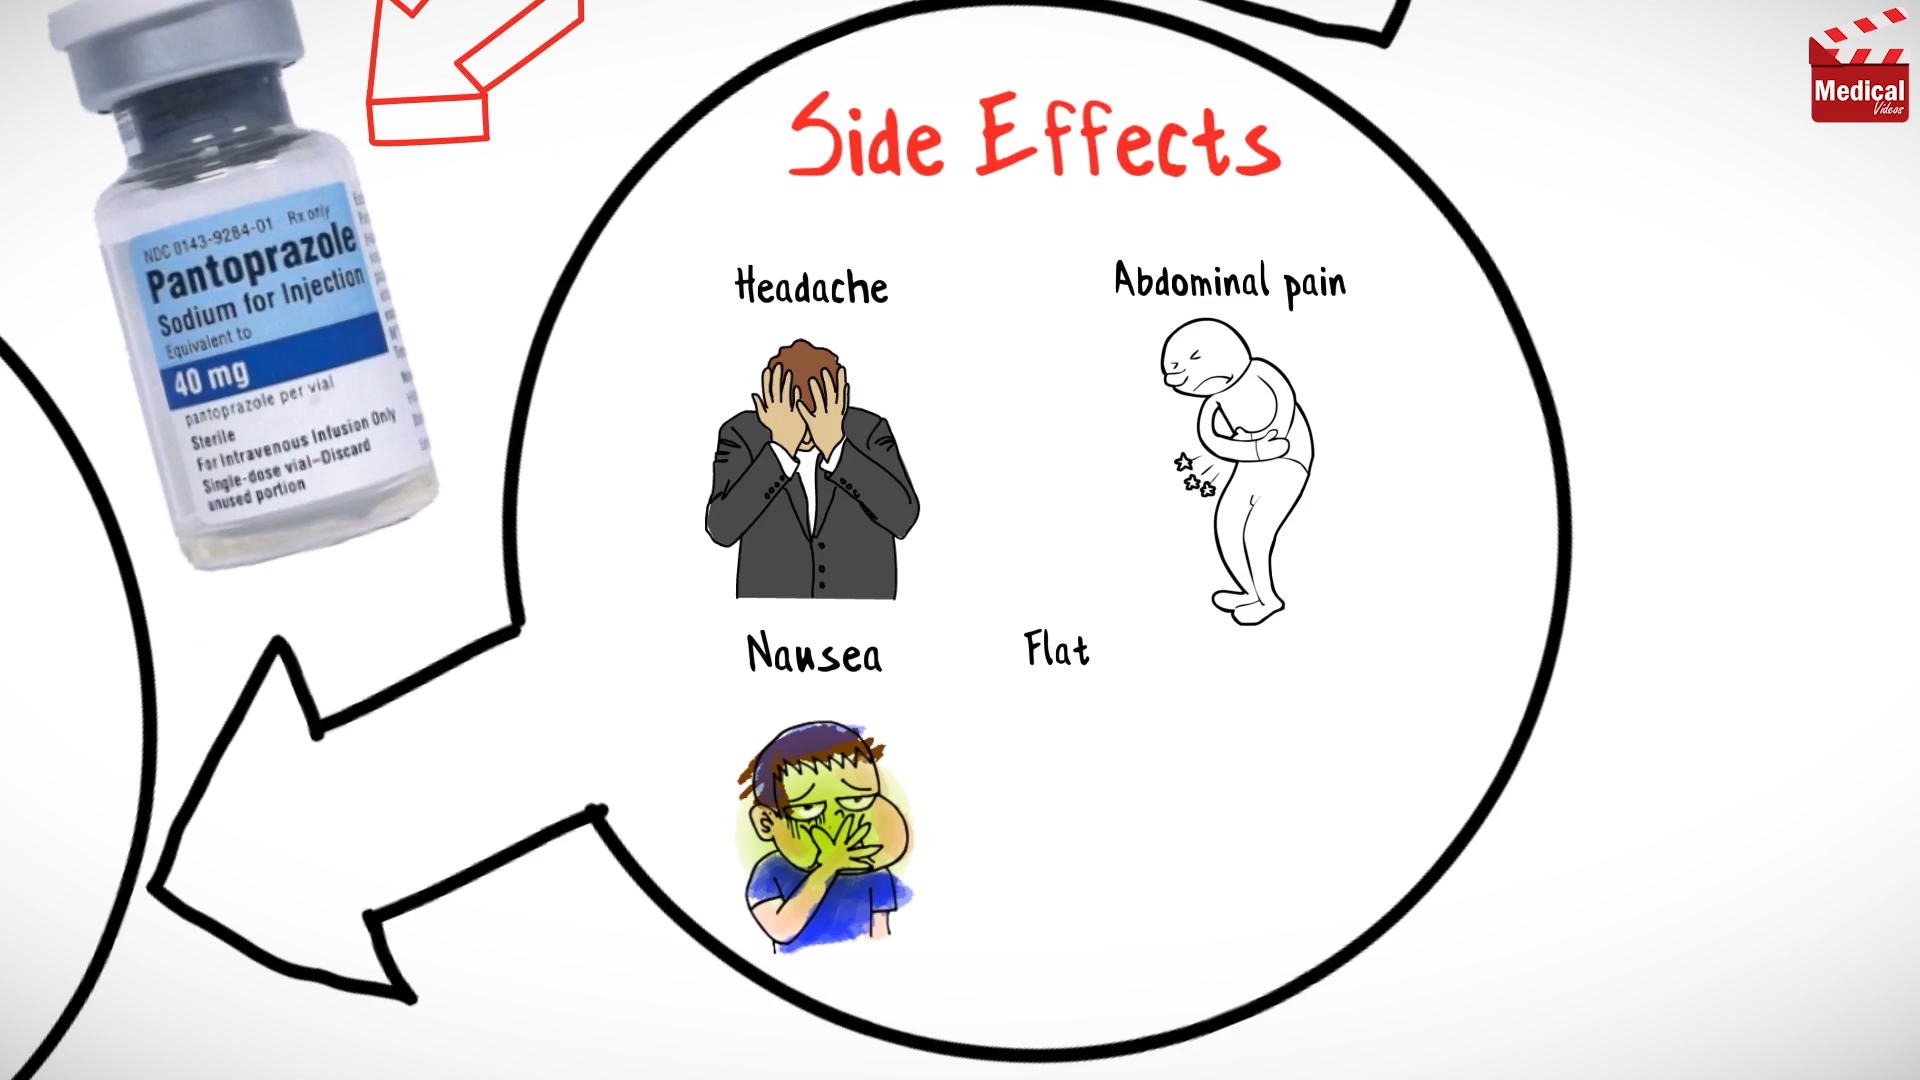 NDC 0143-9284-01 Rx only
Pantoprazole
Sodium for Injection
Equivalent to
40 mg
pantoprazole per vial
Sterile
For Intravenous Infusion Only
Single-dose vial–Discard
unused portion
Side Effects
Headache
Abdominal pain
Nausea
Flat
Medical
Videos